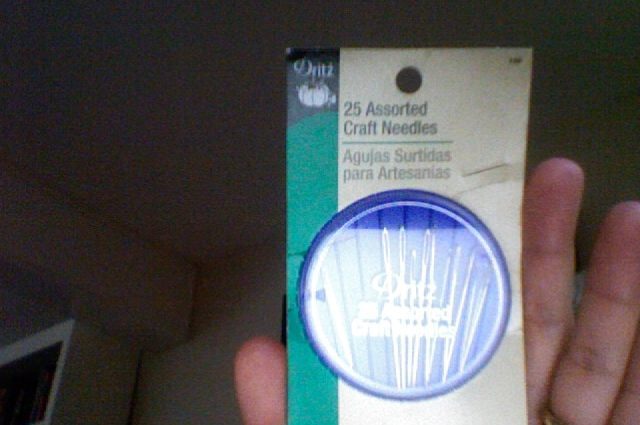 Dritz
25 Assorted
Craft Needles
Agujas Surtidas
para Artesanías
Dritz
25 Assorted
Craft Needles